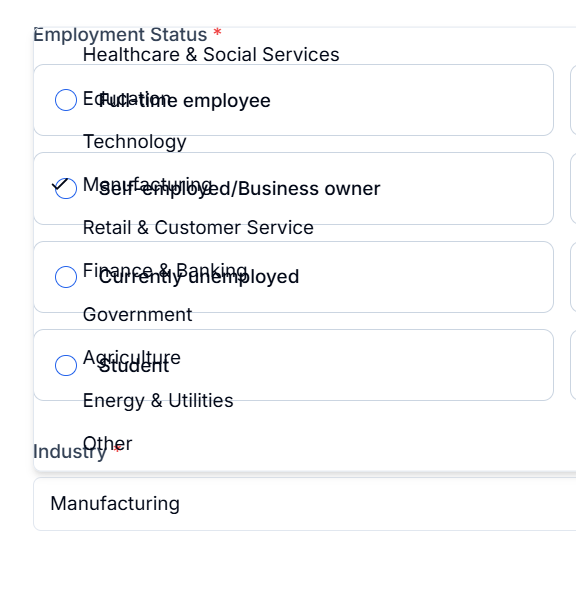 Employment Status *
Healthcare & Social Services
Full-time employee
Education
Technology
Manufacturing
Self-employed/Business owner
Retail & Customer Service
Finance & Banking
Currently unemployed
Government
Agriculture
Student
Energy & Utilities
Other
Industry *
Manufacturing